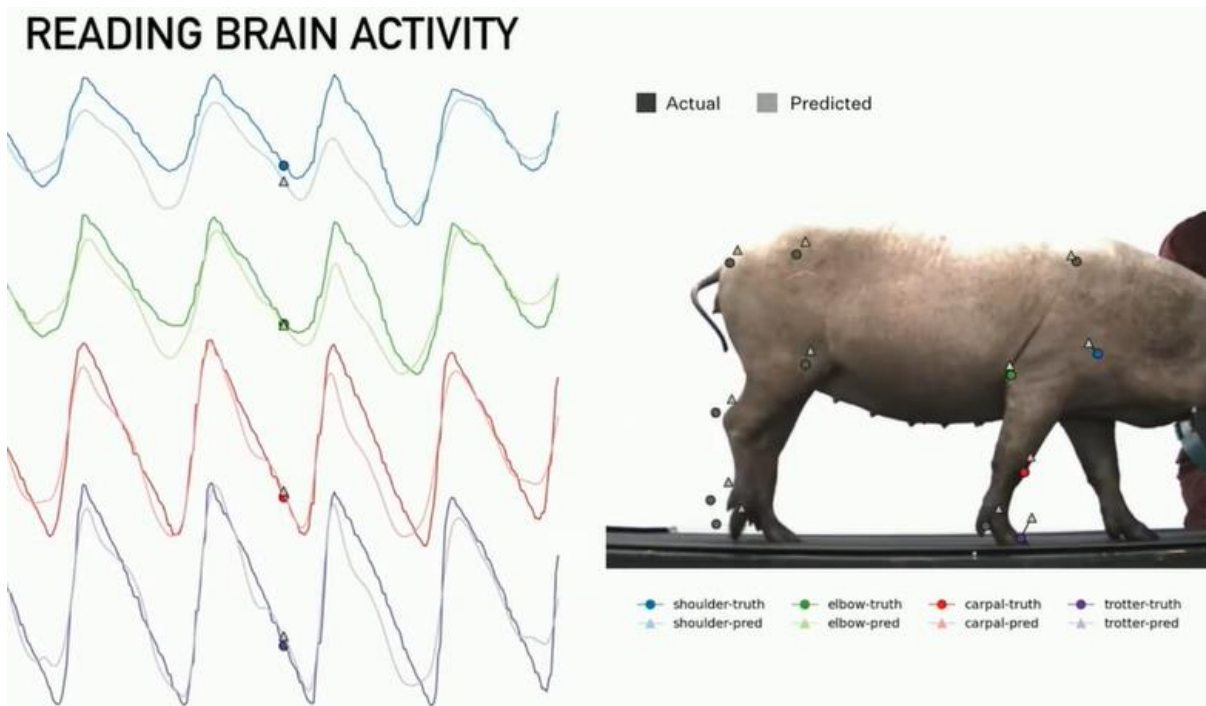 READING BRAIN ACTIVITY
Actual Predicted
shoulder-truth elbow-truth carpal-truth trotter-truth
shoulder-pred elbow-pred carpal-pred trotter-pred